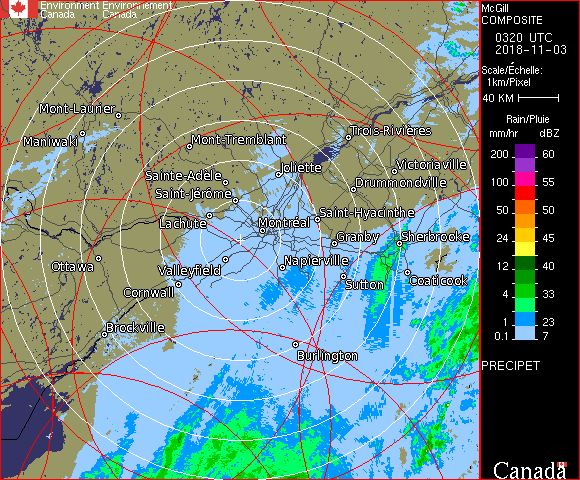 Environment Environnement
Canada Canada
McGill
COMPOSITE
0320 UTC
2018-11-03
Scale/Échelle:
1km/Pixel
40 KM
Rain/Pluie
mm/hr dBZ
200 60
100 55
50 50
24 45
12 40
4 33
1 23
0.1 7
PRECIPET
Canada
Mont-Laurier
Maniwaki
Mont-Tremblant
Trois-Rivières
Sainte-Adèle
Joliette
Victoriaville
Saint-Jérôme
Drummondville
Lachute
Montréal
Saint-Hyacinthe
Granby
Sherbrooke
Ottawa
Valleyfield
Napierville
Cornwall
Sutton
Coaticook
Brockville
Burlington